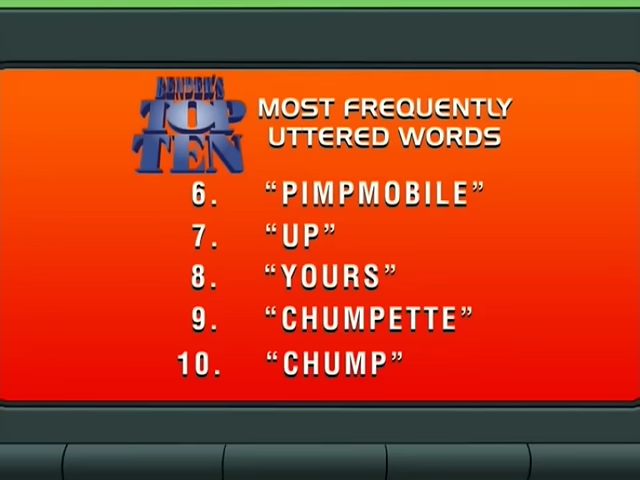 BENDER'S
TOP
TEN
MOST FREQUENTLY
UTTERED WORDS
6. "PIMPMOBILE"
7. "UP"
8. "YOURS"
9. "CHUMPETTE"
10. "CHUMP"